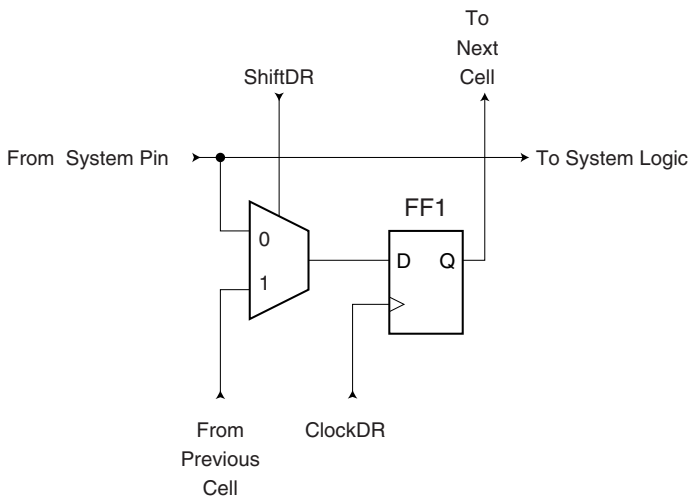 To
Next
Cell
ShiftDR
From System Pin
To System Logic
FF1
0
D Q
1
From
Previous
Cell
ClockDR